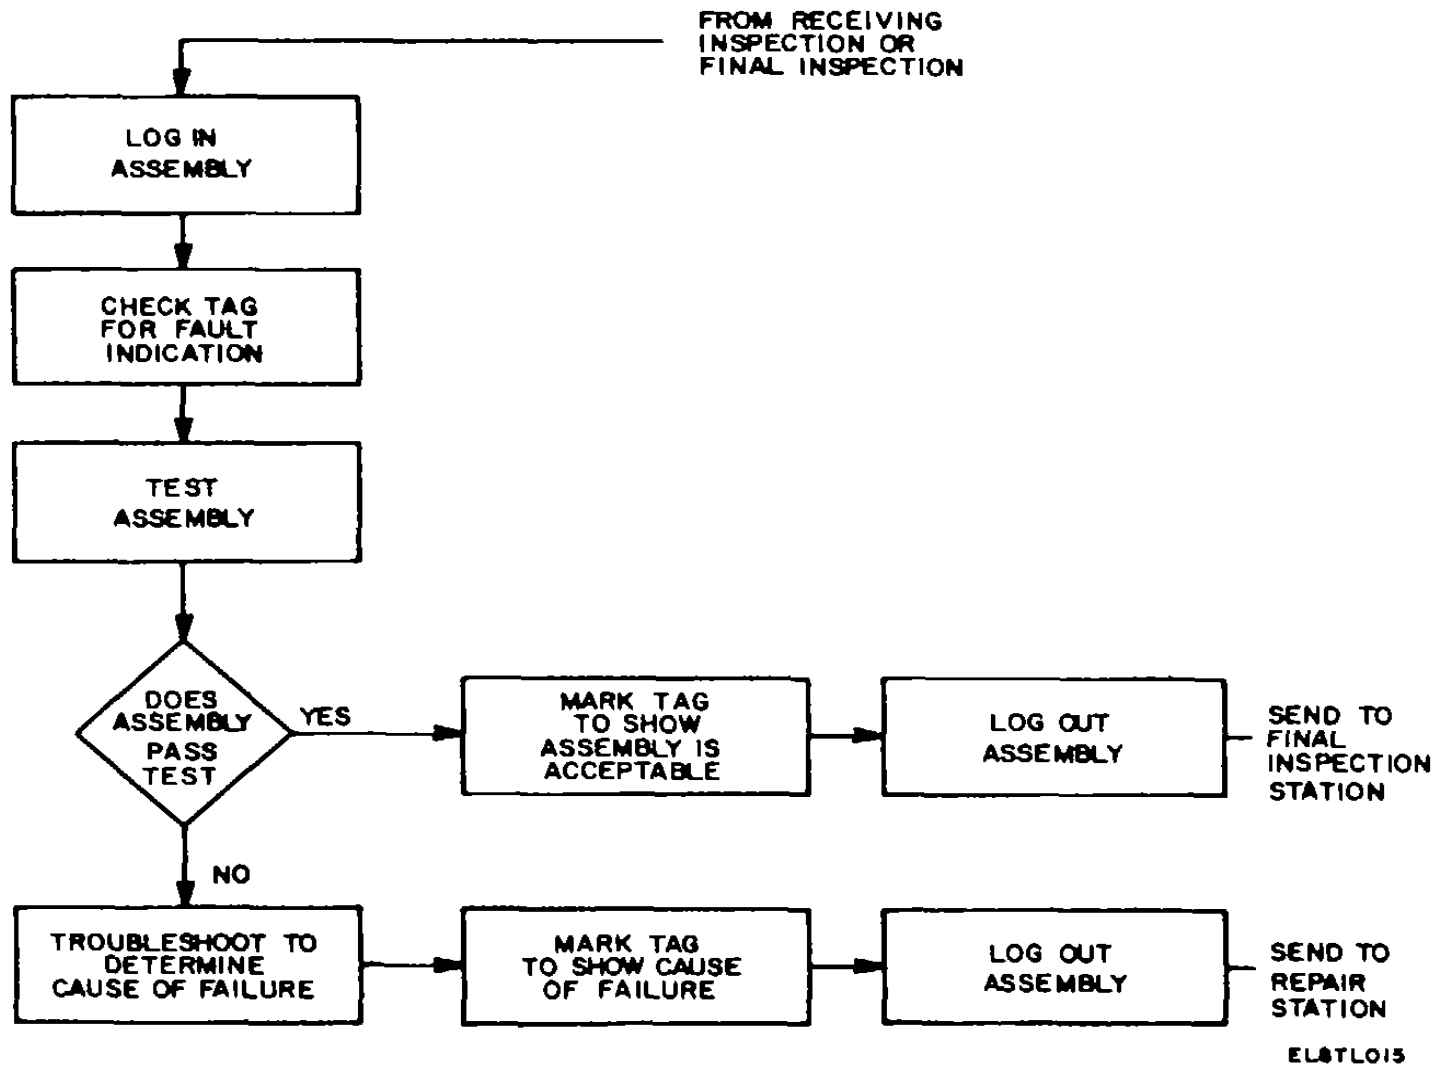 FROM RECEIVING
INSPECTION OR
FINAL INSPECTION
LOG IN
ASSEMBLY
CHECK TAG
FOR FAULT
INDICATION
TEST
ASSEMBLY
DOES
ASSEMBLY
PASS
TEST
YES
MARK TAG
TO SHOW
ASSEMBLY IS
ACCEPTABLE
LOG OUT
ASSEMBLY
SEND TO
FINAL
INSPECTION
STATION
NO
TROUBLESHOOT TO
DETERMINE
CAUSE OF FAILURE
MARK TAG
TO SHOW CAUSE
OF FAILURE
LOG OUT
ASSEMBLY
SEND TO
REPAIR
STATION